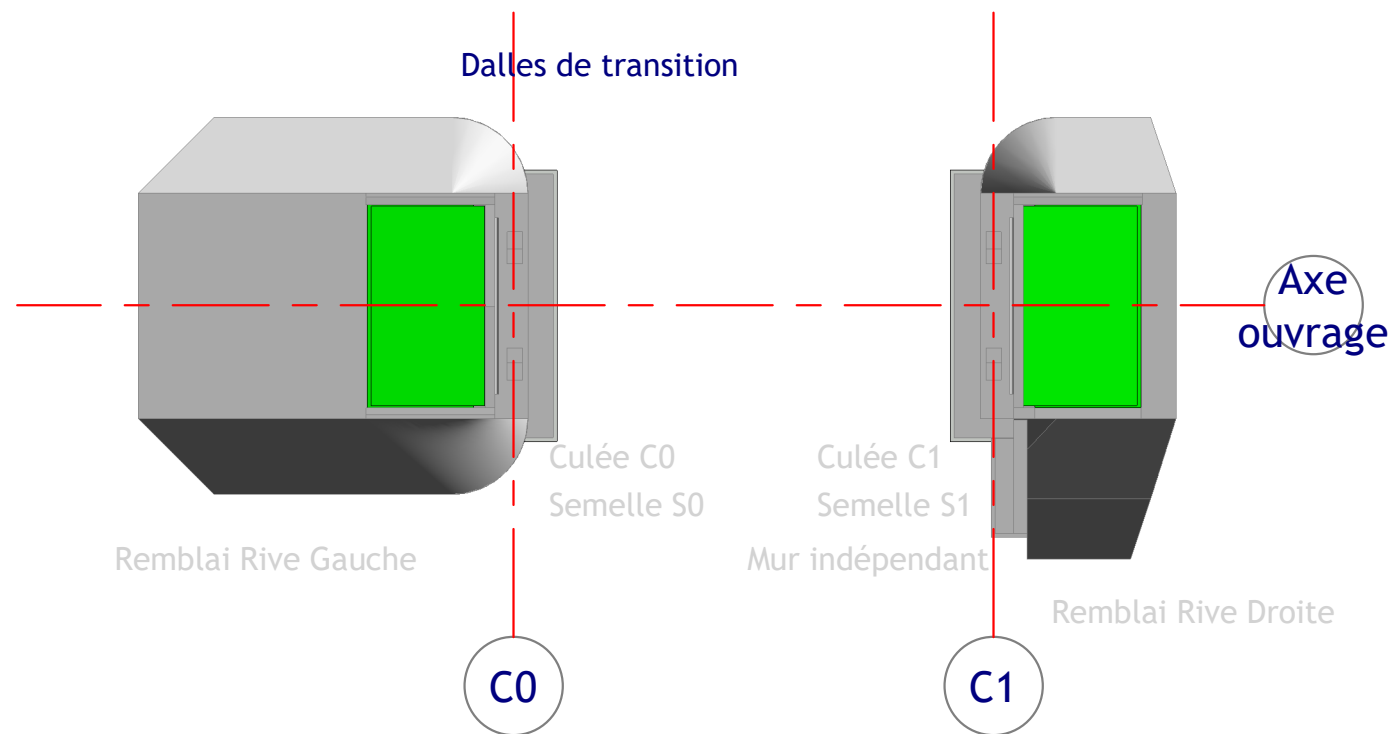 Dalles de transition
Axe
ouvrage
Culée C0
Semelle S0
Culée C1
Semelle S1
Remblai Rive Gauche
Mur indépendant
Remblai Rive Droite
C0
C1